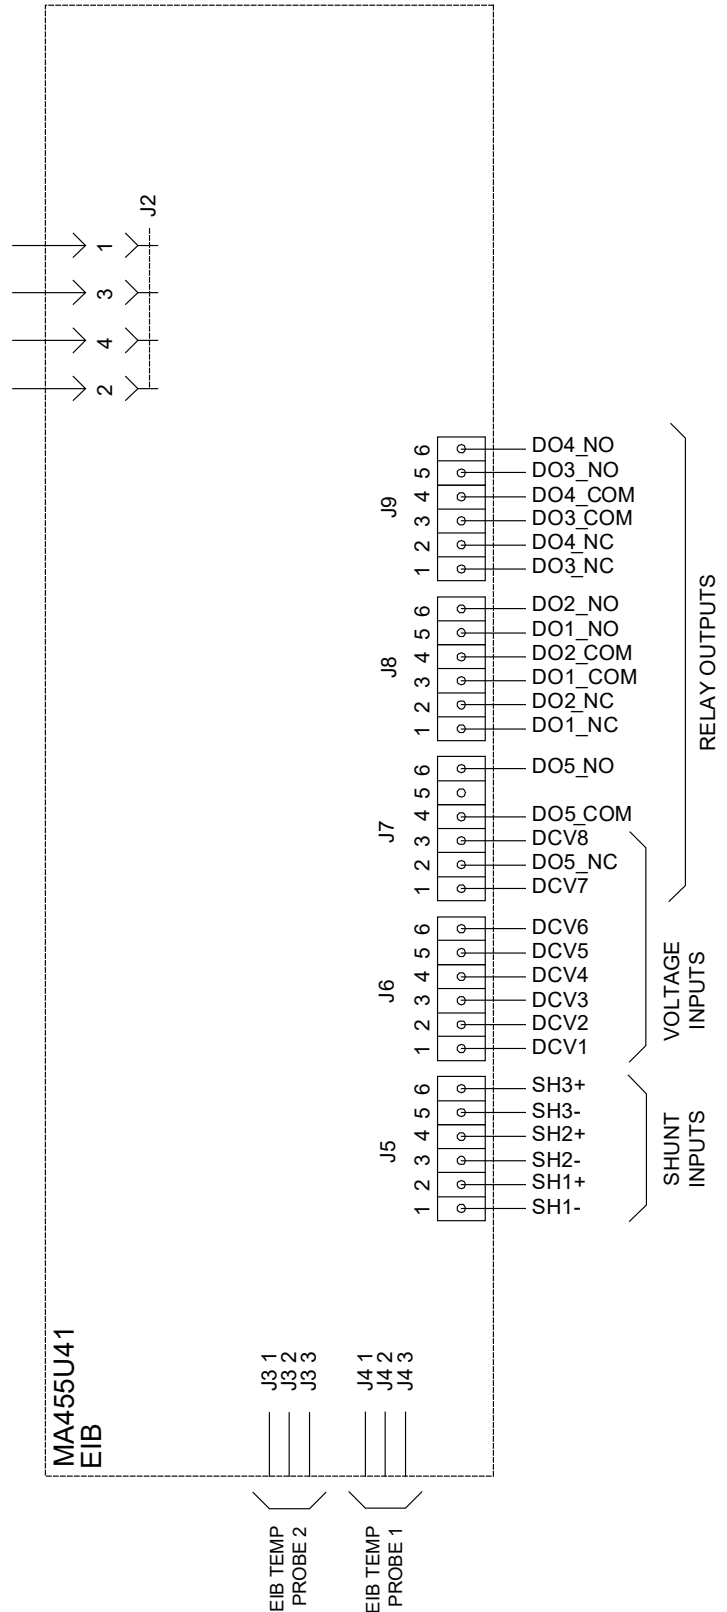 J2
1
3
4
2
J9
6 DO4_NO
5 DO3_NO
4 DO4_COM
3 DO3_COM
2 DO4_NC
1 DO3_NC
J8
6 DO2_NO
5 DO1_NO
4 DO2_COM
3 DO1_COM
2 DO2_NC
1 DO1_NC
RELAY OUTPUTS
J7
6 DO5_NO
5
4 DO5_COM
3 DCV8
2 DO5_NC
1 DCV7
J6
6 DCV6
5 DCV5
4 DCV4
3 DCV3
2 DCV2
1 DCV1
VOLTAGE
INPUTS
J5
6 SH3+
5 SH3-
4 SH2+
3 SH2-
2 SH1+
1 SH1-
SHUNT
INPUTS
MA455U41
EIB
J3 1
J3 2
J3 3
J4 1
J4 2
J4 3
EIB TEMP
PROBE 2
EIB TEMP
PROBE 1